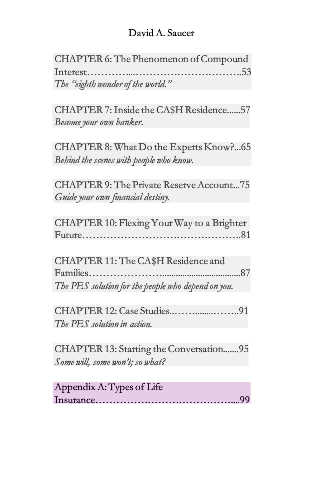 David A. Saucer
CHAPTER 6: The Phenomenon of Compound
Interest…………...………………………….53
The “eighth wonder of the world.”
CHAPTER 7: Inside the CA$H Residence......57
Become your own banker.
CHAPTER 8: What Do the Experts Know?...65
Behind the scenes with people who know.
CHAPTER 9: The Private Reserve Account...75
Guide your own financial destiny.
CHAPTER 10: Flexing Your Way to a Brighter
Future……………………………………….81
CHAPTER 11: The CA$H Residence and
Families…………………................................87
The PES solution for the people who depend on you.
CHAPTER 12: Case Studies...……........……..91
The PES solution in action.
CHAPTER 13: Starting the Conversation.......95
Some will, some won’t; so what?
Appendix A: Types of Life
Insurance…………………………………....99